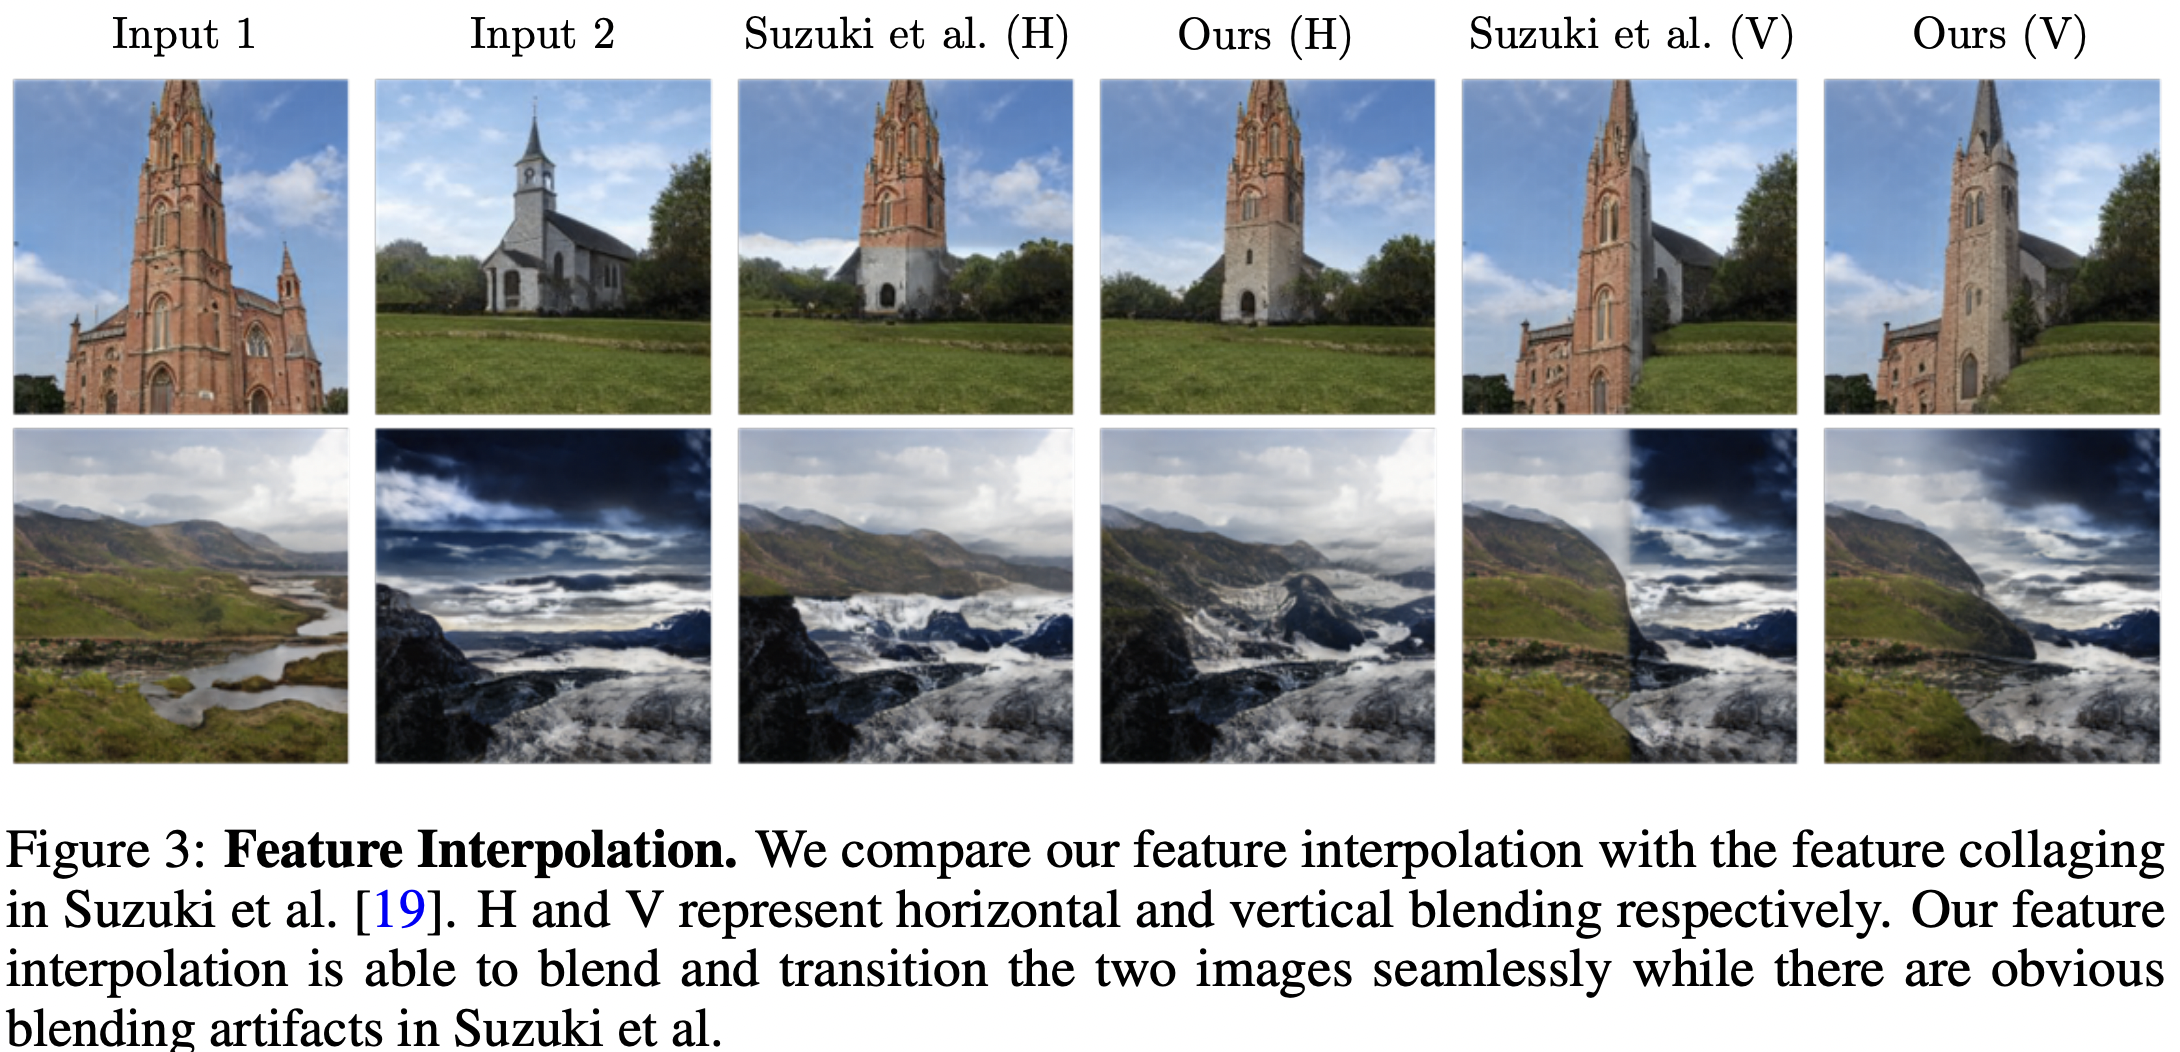 Input 1 Input 2 Suzuki et al. (H) Ours (H) Suzuki et al. (V) Ours (V)
Figure 3: Feature Interpolation. We compare our feature interpolation with the feature collaging
in Suzuki et al. [19]. H and V represent horizontal and vertical blending respectively. Our feature
interpolation is able to blend and transition the two images seamlessly while there are obvious
blending artifacts in Suzuki et al.